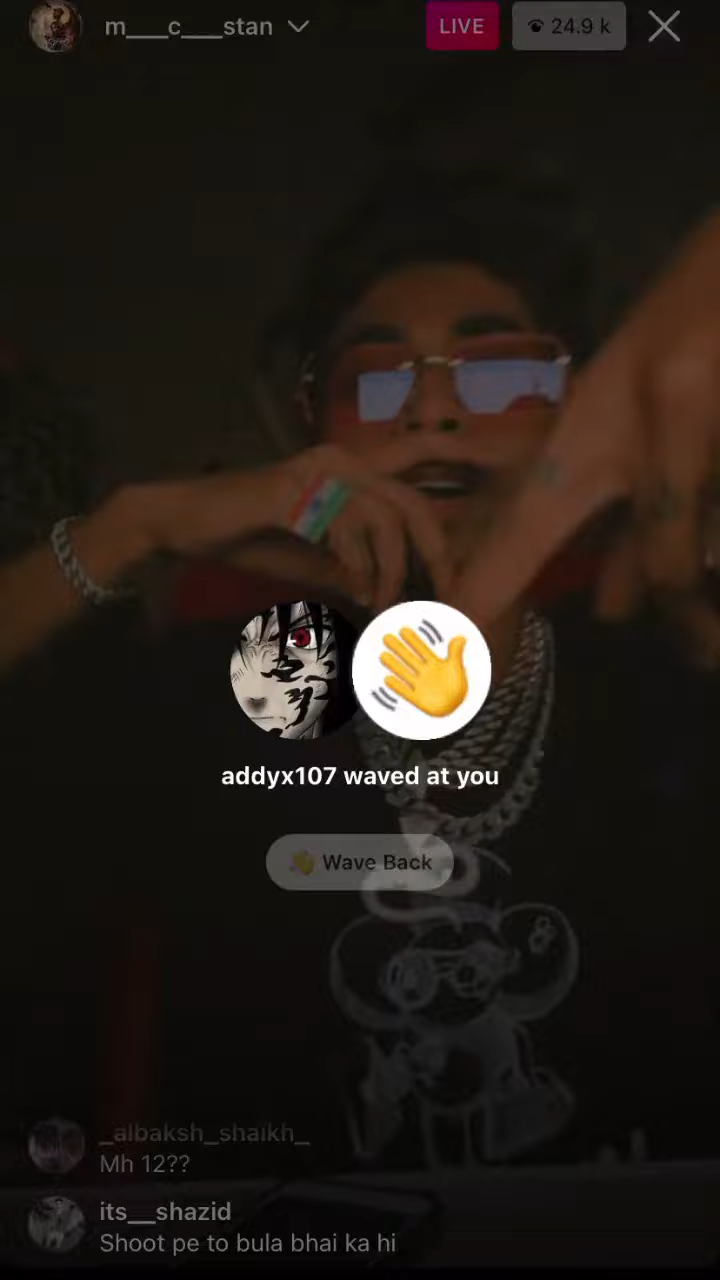 m___c___stan
LIVE
24.9 k
addyx107 waved at you
Wave Back
_albaksh_shaikh_
Mh 12??
its__shazid
Shoot pe to bula bhai ka hi